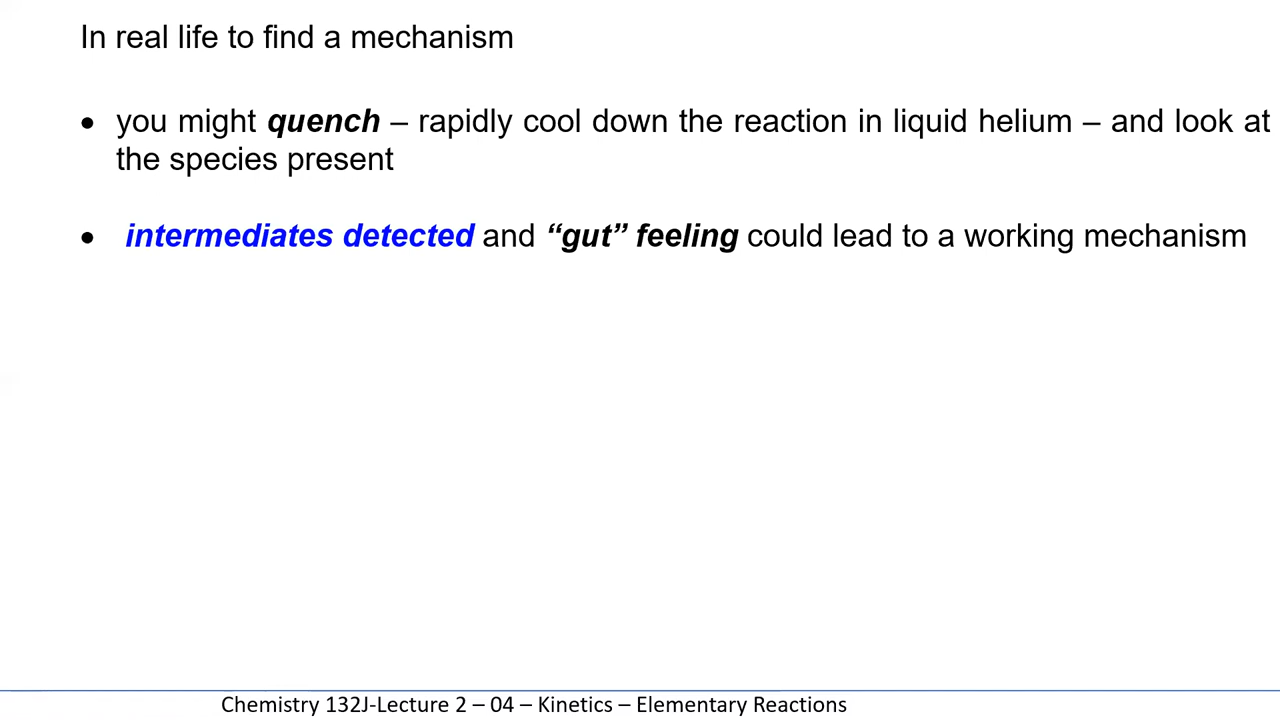 In real life to find a mechanism
• you might quench – rapidly cool down the reaction in liquid helium – and look at
the species present
• intermediates detected and “gut” feeling could lead to a working mechanism
Chemistry 132J-Lecture 2 – 04 – Kinetics – Elementary Reactions